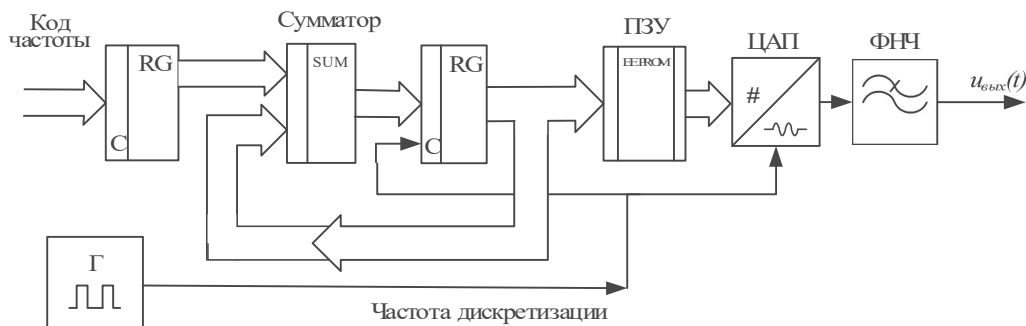 Код
частоты
Сумматор
ПЗУ
ЦАП
ФНЧ
RG
SUM
RG
EEPROM
#
uвых(t)
C
C
Г
Частота дискретизации